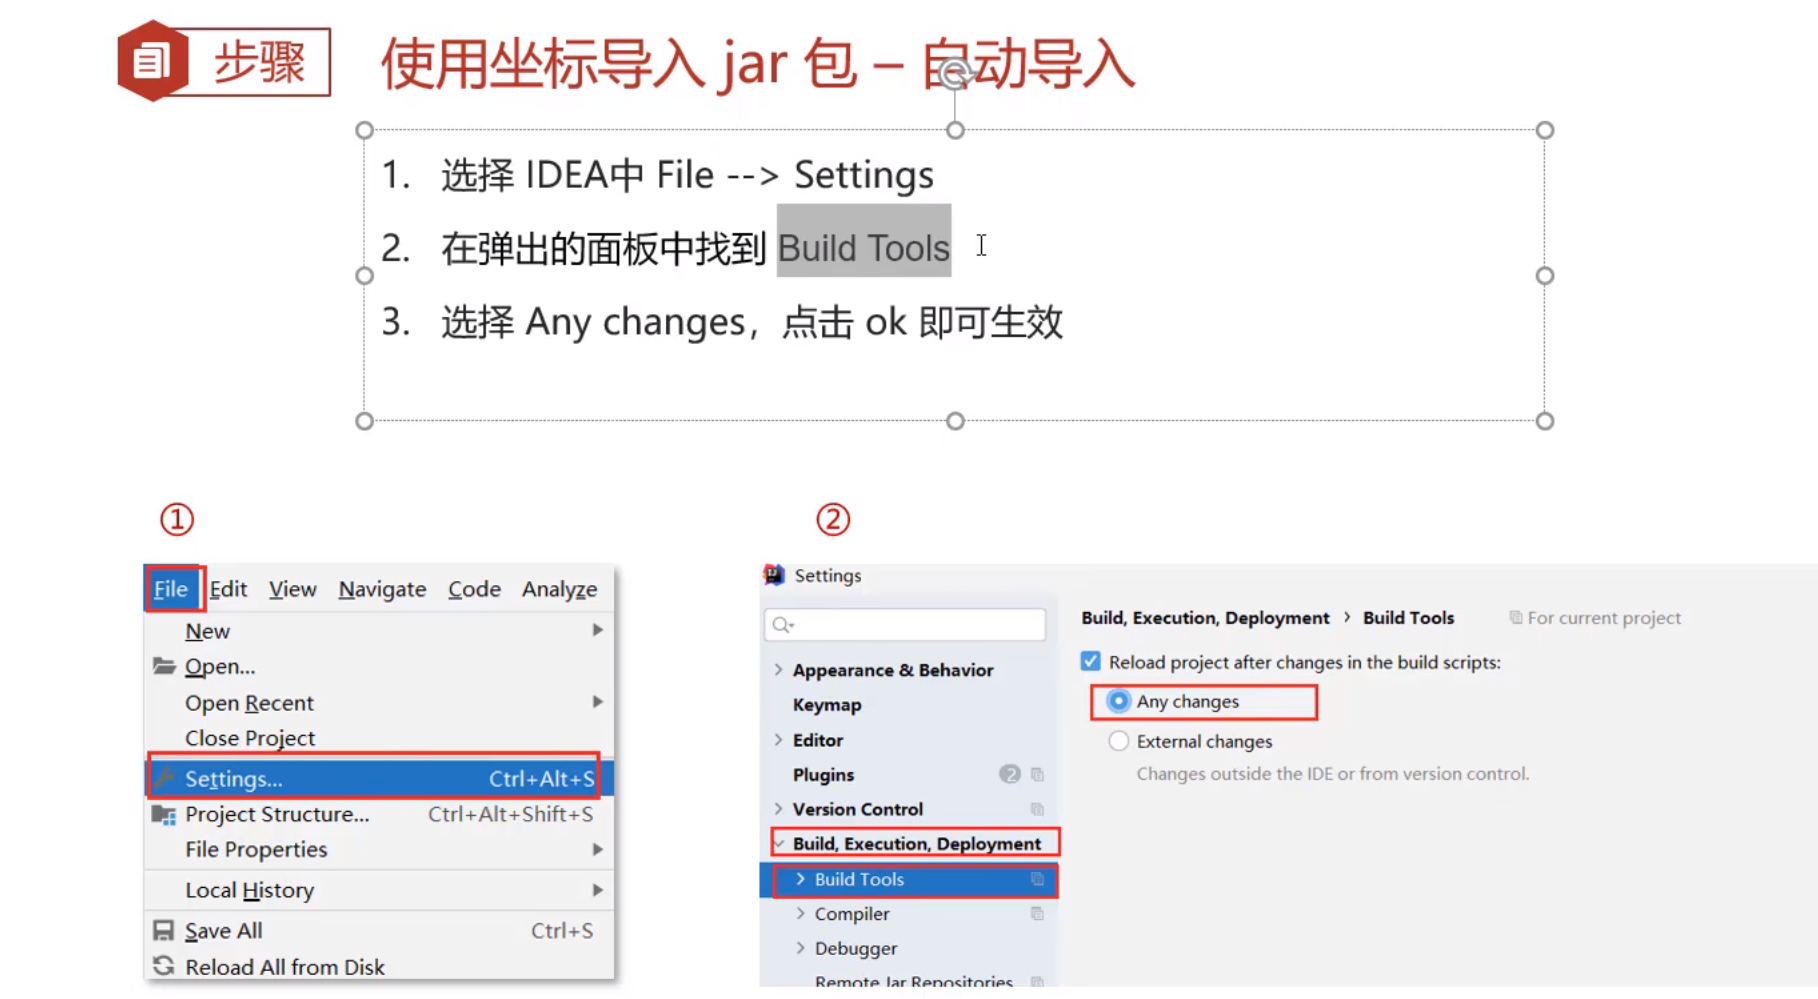 步骤
使用坐标导入 jar 包 – 自动导入
1. 选择 IDEA中 File --> Settings
2. 在弹出的面板中找到 Build Tools
3. 选择 Any changes，点击 ok 即可生效
①
File Edit View Navigate Code Analyze
New
Open...
Open Recent
Close Project
Settings... Ctrl+Alt+S
Project Structure... Ctrl+Alt+Shift+S
File Properties
Local History
Save All Ctrl+S
Reload All from Disk
②
Settings
Appearance & Behavior
Keymap
Editor
Plugins 2
Version Control
Build, Execution, Deployment
Build Tools
Compiler
Debugger
Remote Jar Repositories
Build, Execution, Deployment › Build Tools For current project
Reload project after changes in the build scripts:
Any changes
External changes
Changes outside the IDE or from version control.